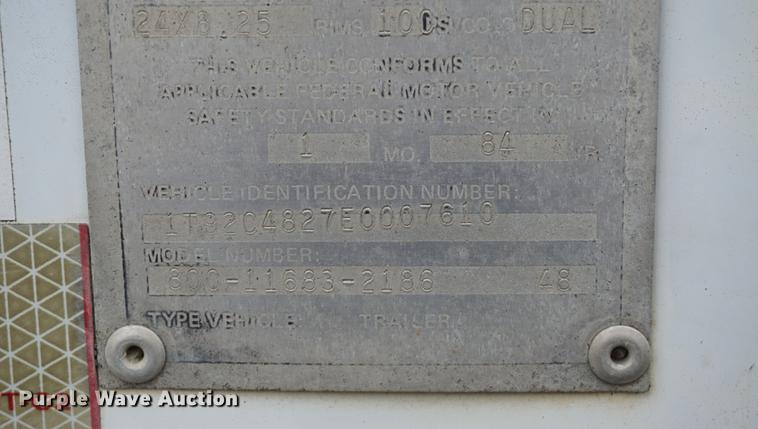 24X8.25 RIMS 100 PSI/COLD DUAL
THIS VEHICLE CONFORMS TO ALL
APPLICABLE FEDERAL MOTOR VEHICLE
SAFETY STANDARDS IN EFFECT IN:
1 MO. 84 YR.
VEHICLE IDENTIFICATION NUMBER:
1T32C4827E0007610
MODEL NUMBER:
800-11683-2186 48
TYPE VEHICLE: TRAILER
Purple Wave Auction